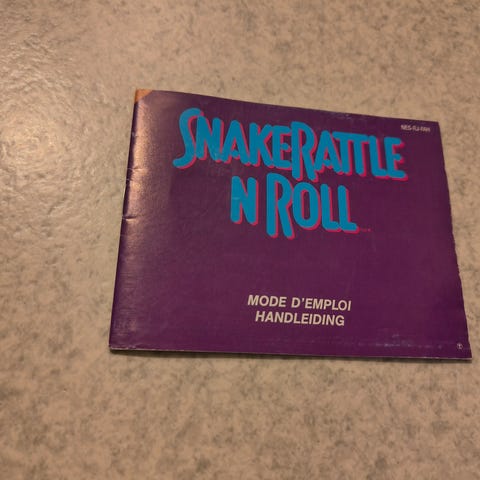 NES-RJ-FAH
SNAKE RATTLE
N ROLL
MODE D'EMPLOI
HANDLEIDING